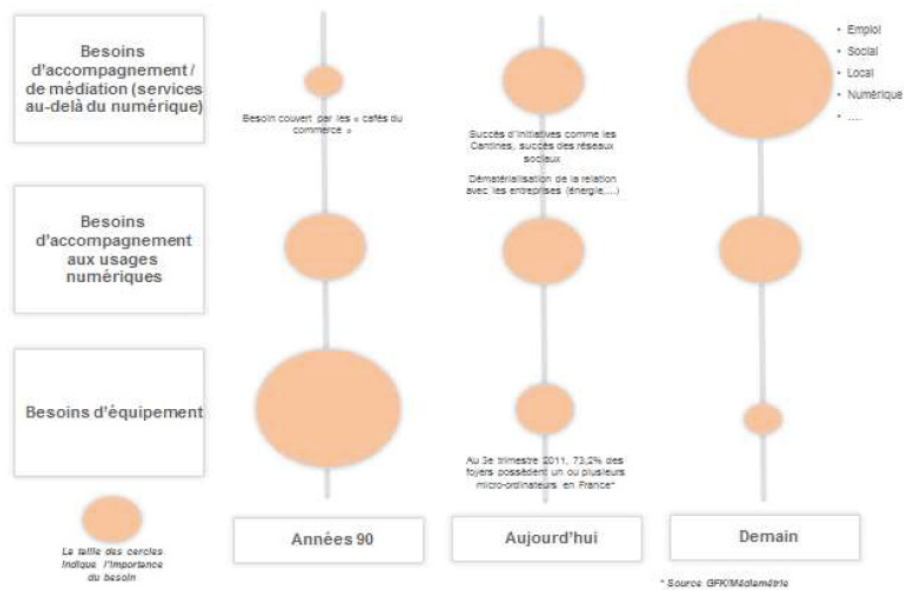 Besoins
d'accompagnement /
de médiation (services
au-delà du numérique)
Besoin couvert par les « cafés du
commerce »
Succès d'initiatives comme les
Cantines, succès des réseaux
sociaux
Dématérialisation de la relation
avec les entreprises (énergie,...)
• Emploi
• Social
• Local
• Numérique
• ....
Besoins
d'accompagnement
aux usages
numériques
Besoins d'équipement
Au 3e trimestre 2011, 73,2% des
foyers possèdent un ou plusieurs
micro-ordinateurs en France*
La taille des cercles
indique l'importance
du besoin
Années 90
Aujourd'hui
Demain
* Source GFK/Médiamétrie